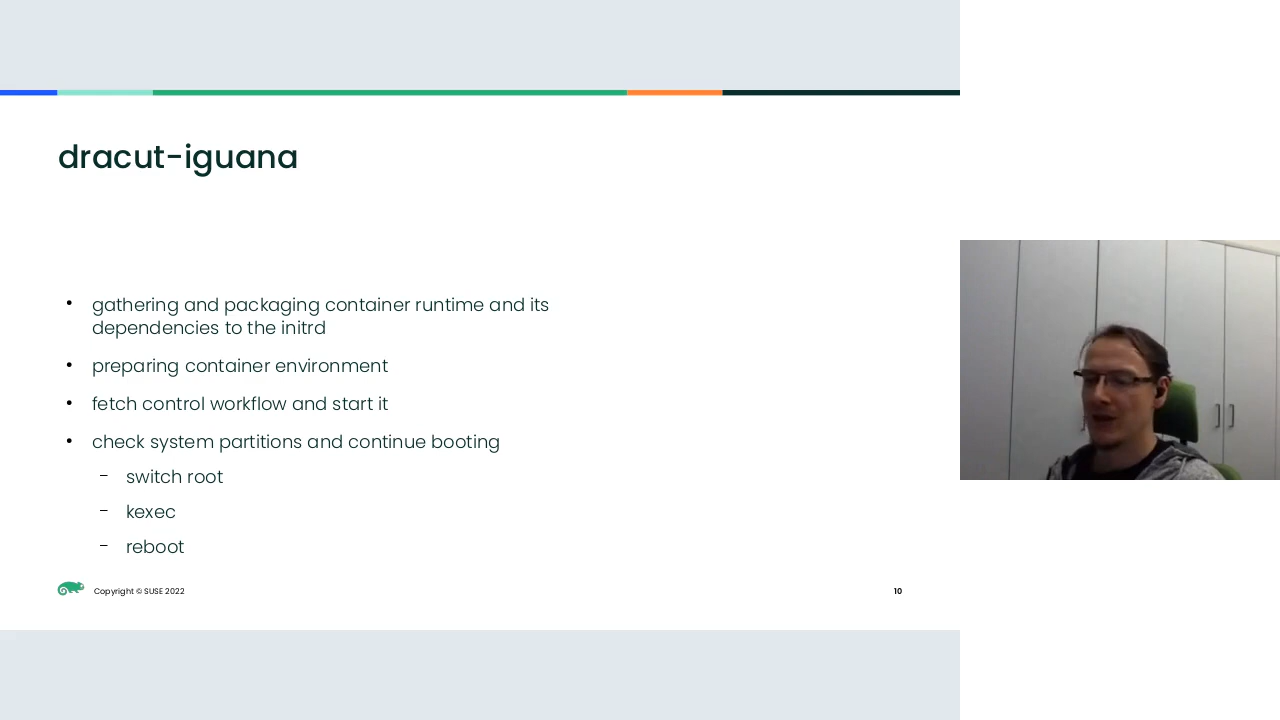 dracut-iguana
• gathering and packaging container runtime and its
dependencies to the initrd
• preparing container environment
• fetch control workflow and start it
• check system partitions and continue booting
– switch root
– kexec
– reboot
Copyright © SUSE 2022
10